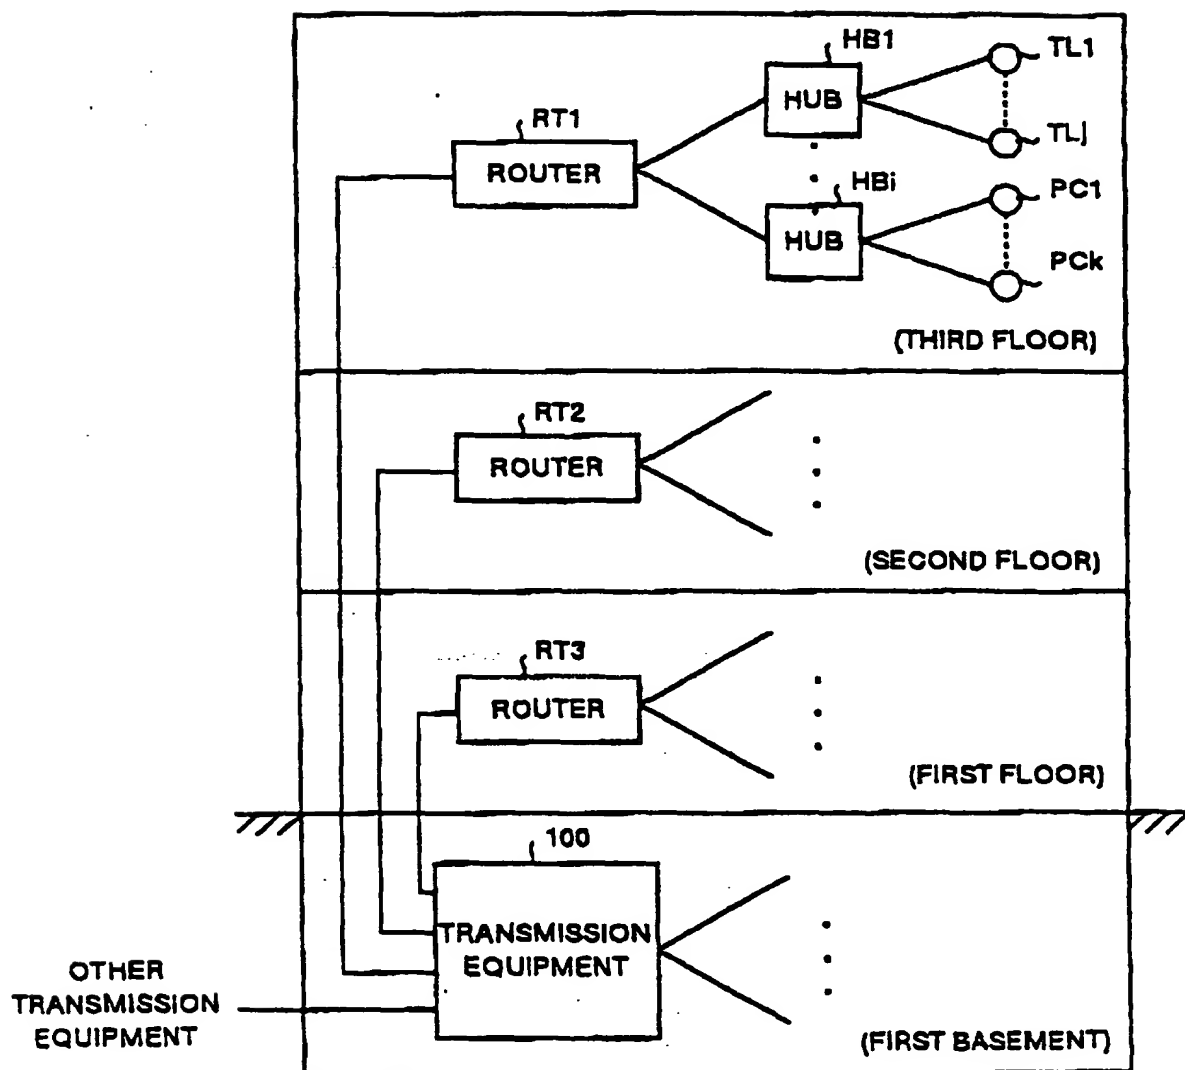 HB1
TL1
HUB
RT1
TLj
ROUTER
HBi
PC1
HUB
PCk
(THIRD FLOOR)
RT2
ROUTER
(SECOND FLOOR)
RT3
ROUTER
(FIRST FLOOR)
100
TRANSMISSION
EQUIPMENT
OTHER
TRANSMISSION
EQUIPMENT
(FIRST BASEMENT)